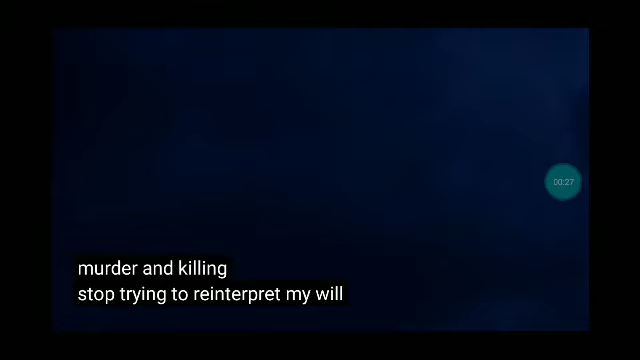 00:27
murder and killing
stop trying to reinterpret my will